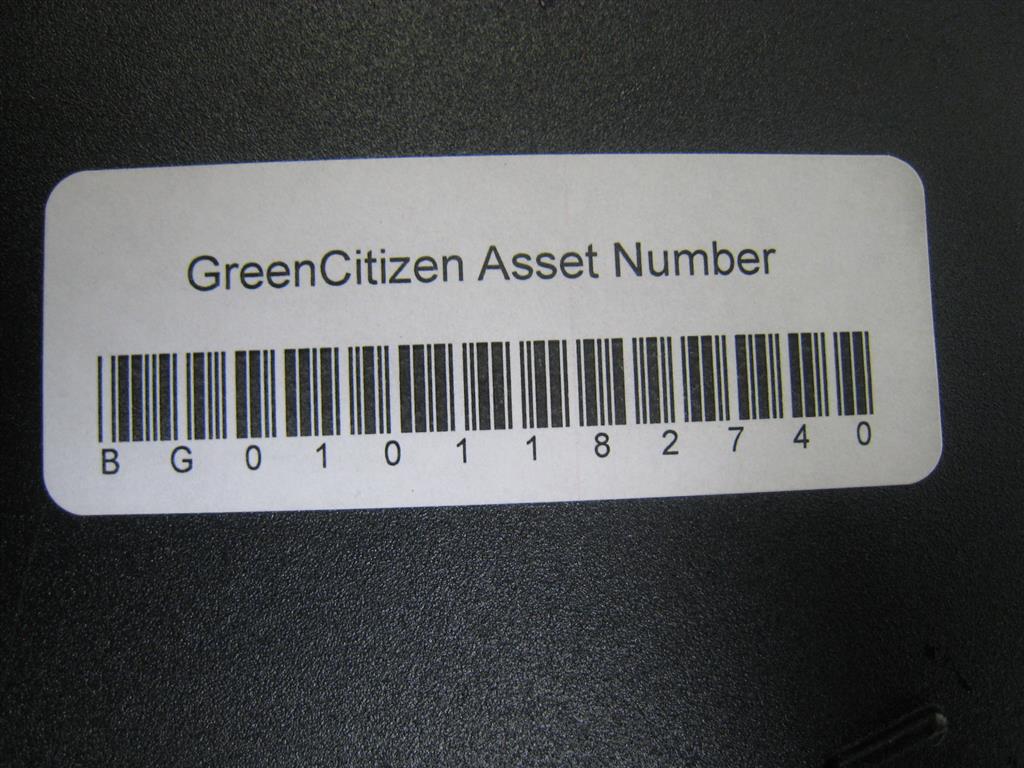 GreenCitizen Asset Number
B G 0 1 0 1 1 8 2 7 4 0